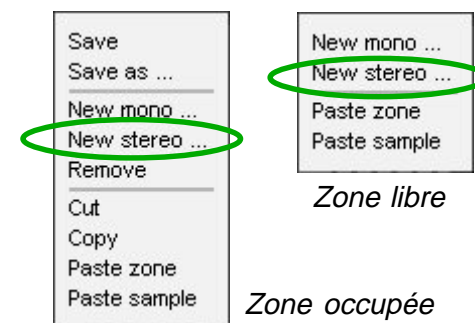 Save
Save as ...
New mono ...
New stereo ...
Remove
Cut
Copy
Paste zone
Paste sample
Zone occupée
New mono ...
New stereo ...
Paste zone
Paste sample
Zone libre